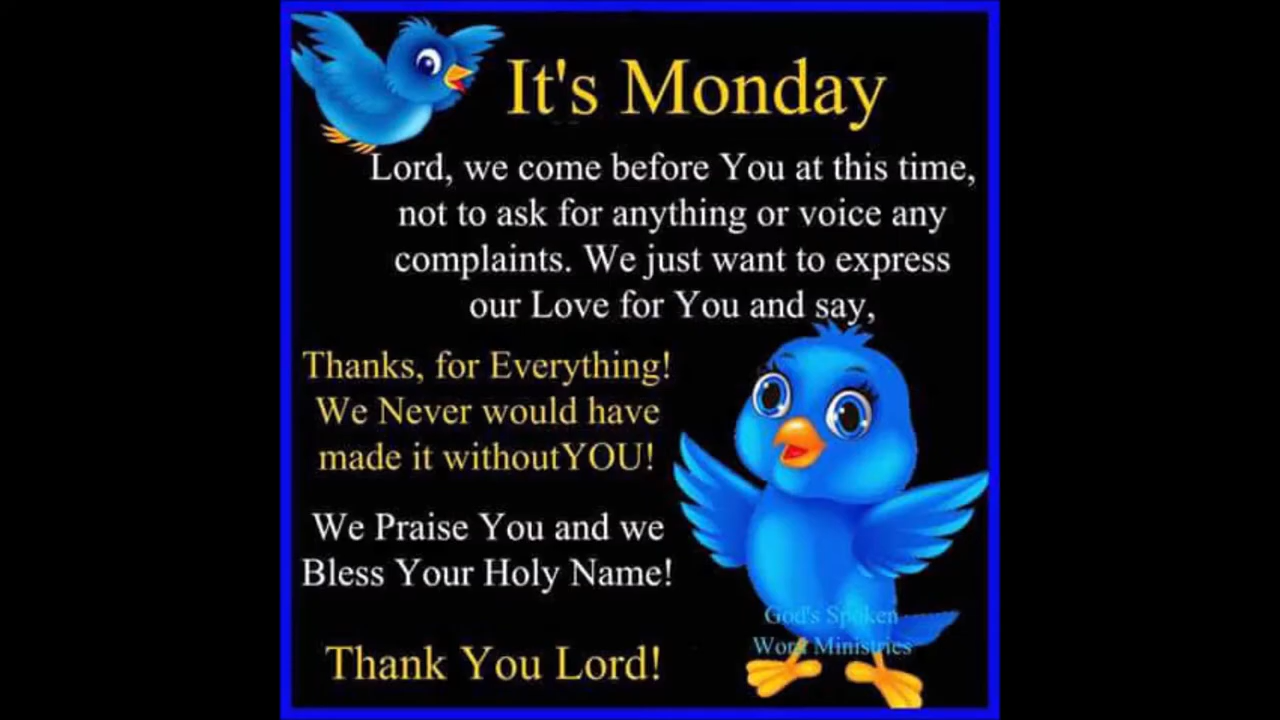 It's Monday
Lord, we come before You at this time,
not to ask for anything or voice any
complaints. We just want to express
our Love for You and say,
Thanks, for Everything!
We Never would have
made it withoutYOU!
We Praise You and we
Bless Your Holy Name!
God's Spoken
Word Ministries
Thank You Lord!